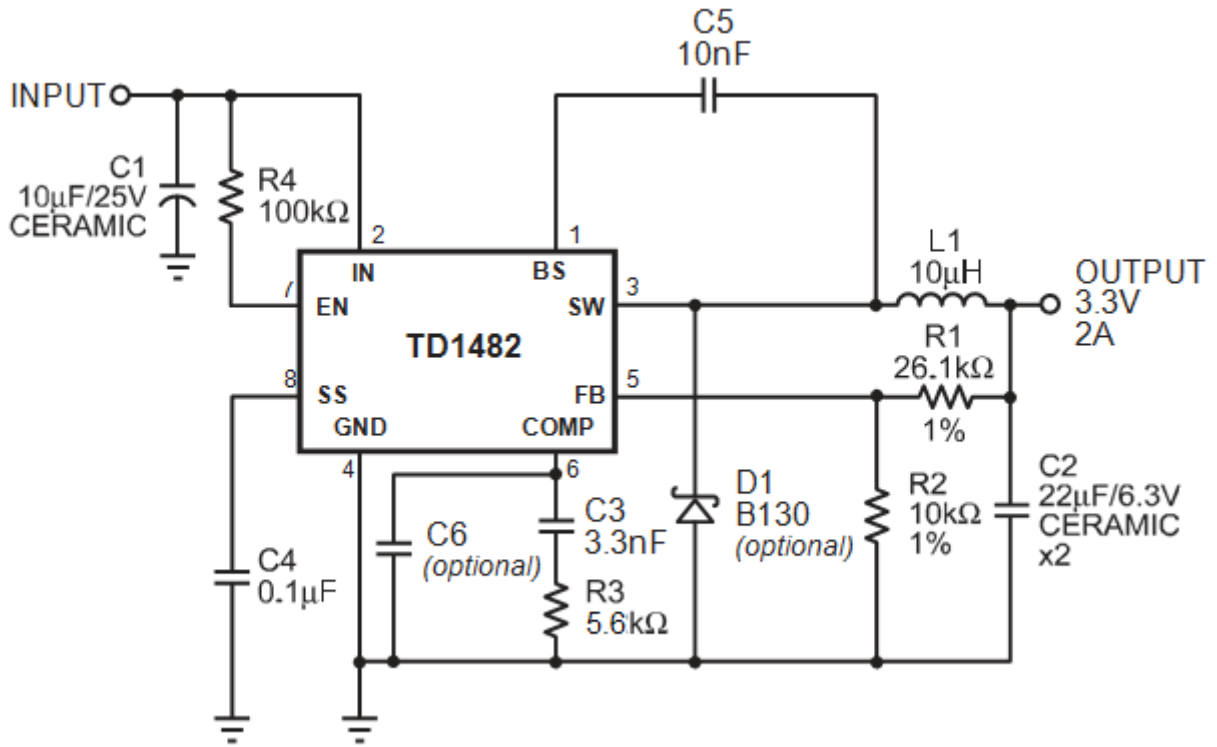 C5
10nF
INPUT
C1
10μF/25V
CERAMIC
R4
100kΩ
2
1
IN
BS
7
EN
SW
3
L1
10μH
OUTPUT
3.3V
2A
TD1482
8
SS
FB
5
R1
26.1kΩ
1%
GND
COMP
4
6
C4
0.1μF
C6
(optional)
C3
3.3nF
R3
5.6kΩ
D1
B130
(optional)
R2
10kΩ
1%
C2
22μF/6.3V
CERAMIC
x2